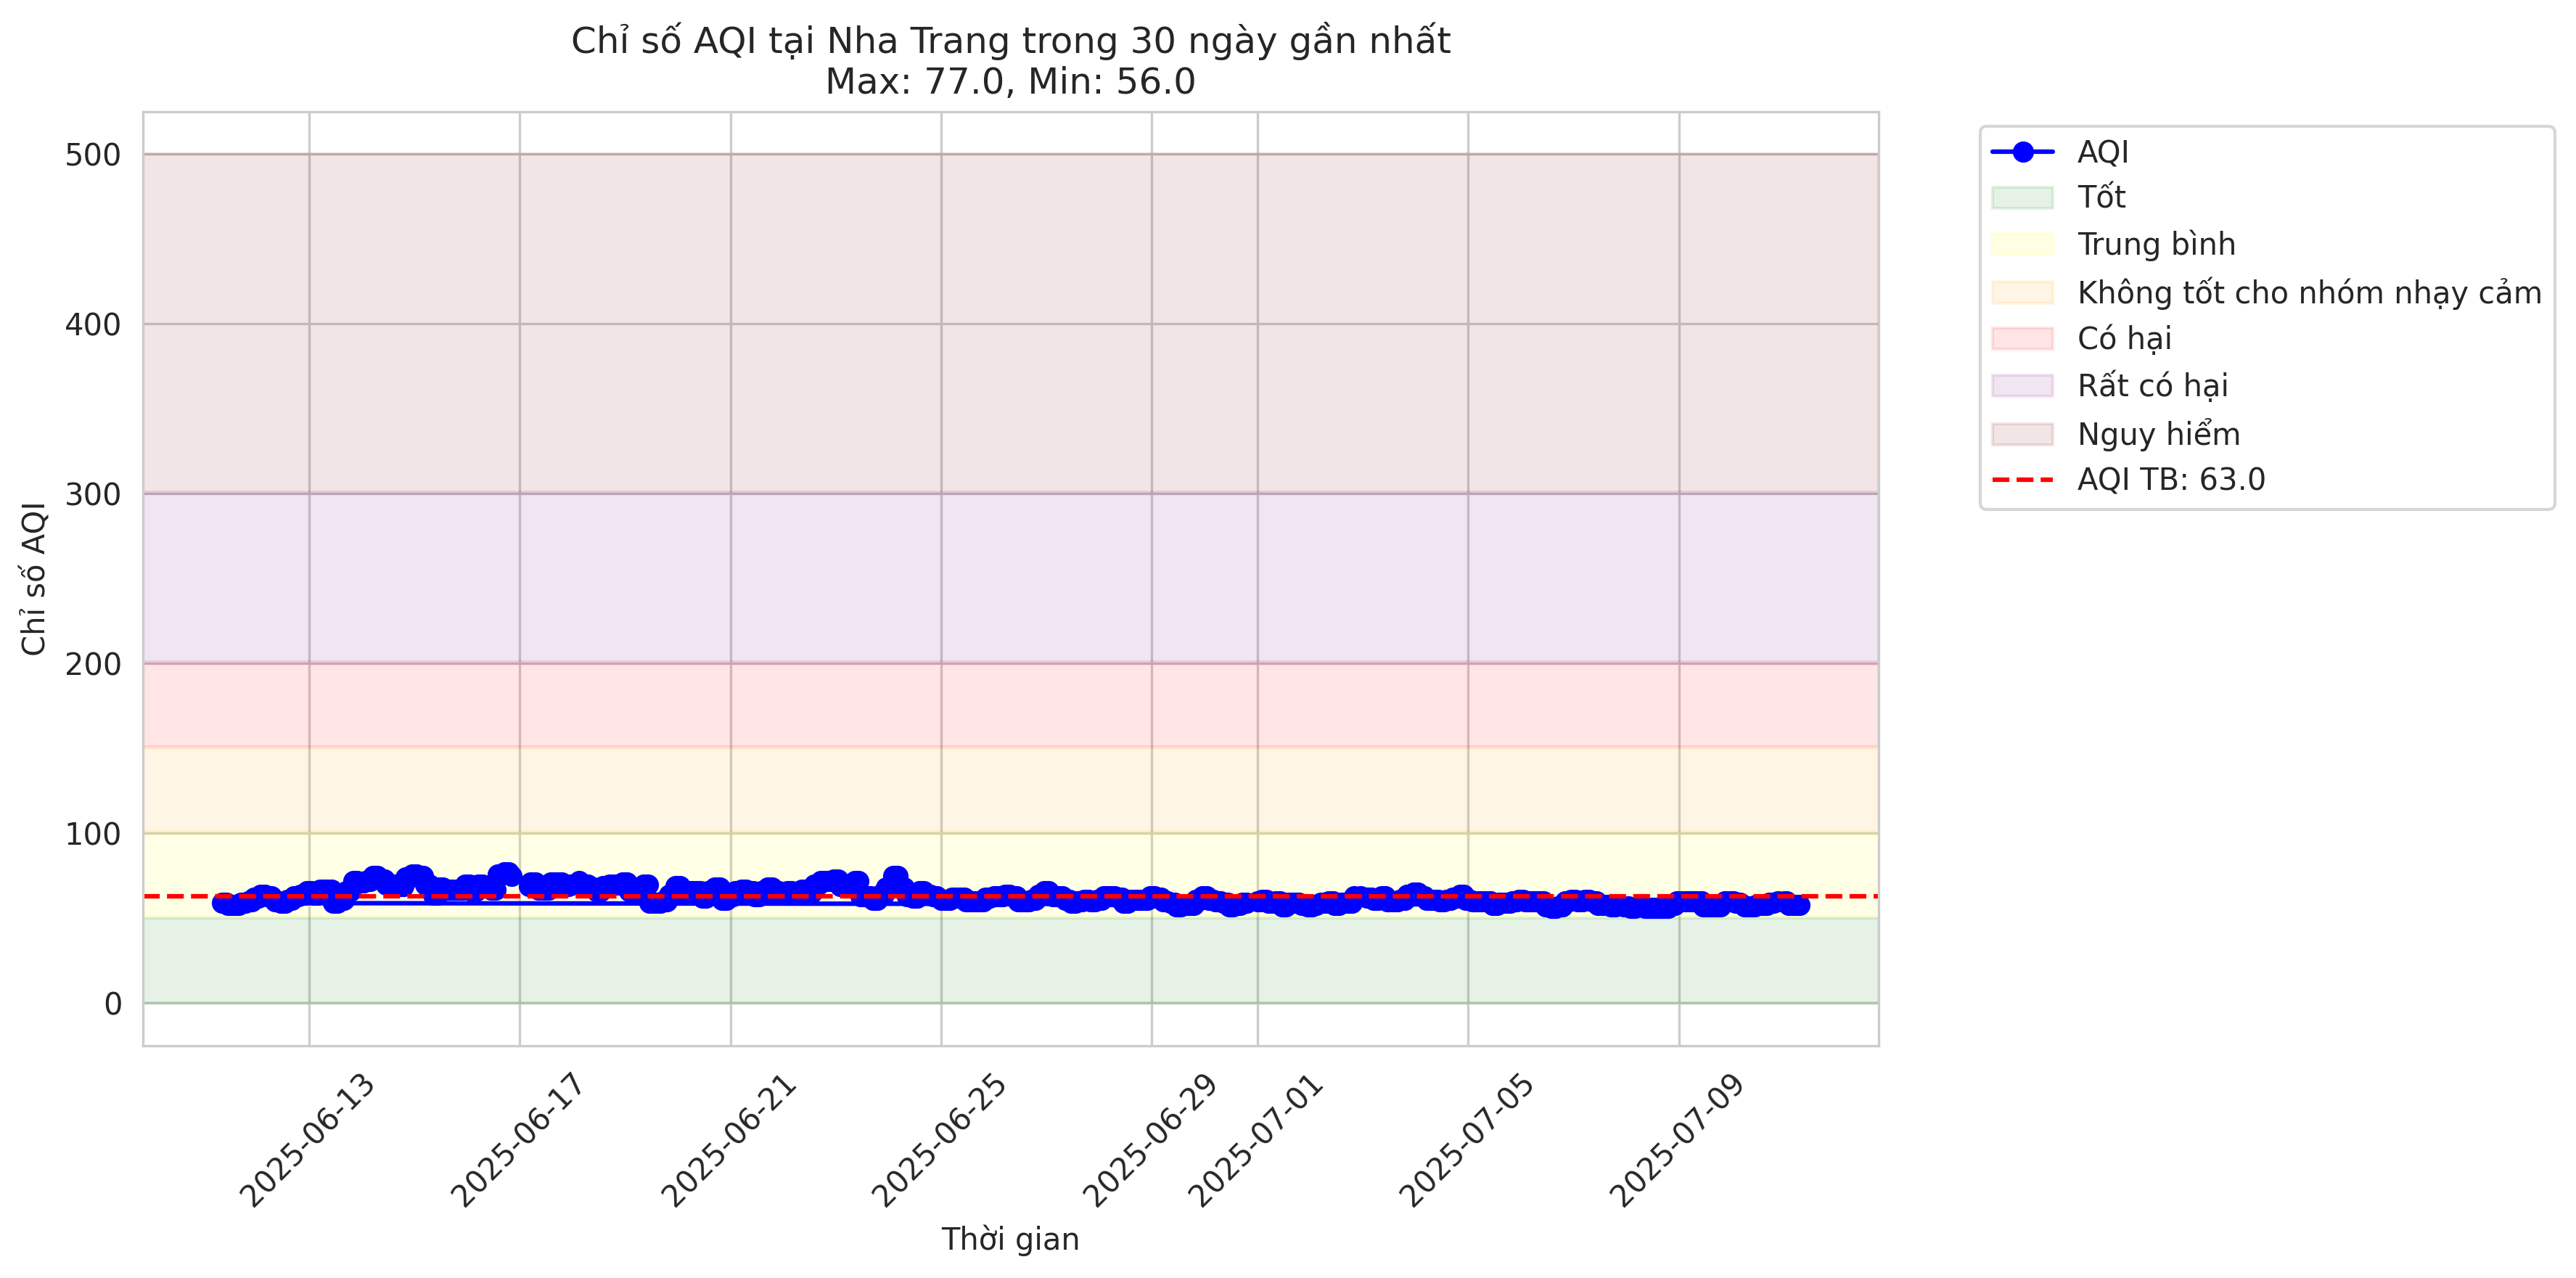 Chỉ số AQI tại Nha Trang trong 30 ngày gần nhất
Max: 77.0, Min: 56.0
Chỉ số AQI
500
400
300
200
100
0
2025-06-13
2025-06-17
2025-06-21
2025-06-25
2025-06-29
2025-07-01
2025-07-05
2025-07-09
Thời gian
AQI
Tốt
Trung bình
Không tốt cho nhóm nhạy cảm
Có hại
Rất có hại
Nguy hiểm
AQI TB: 63.0